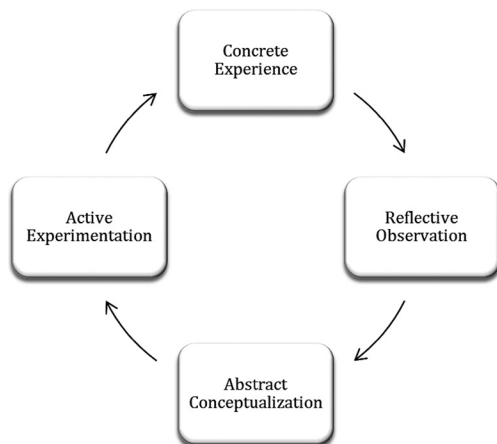 Concrete
Experience
Reflective
Observation
Abstract
Conceptualization
Active
Experimentation